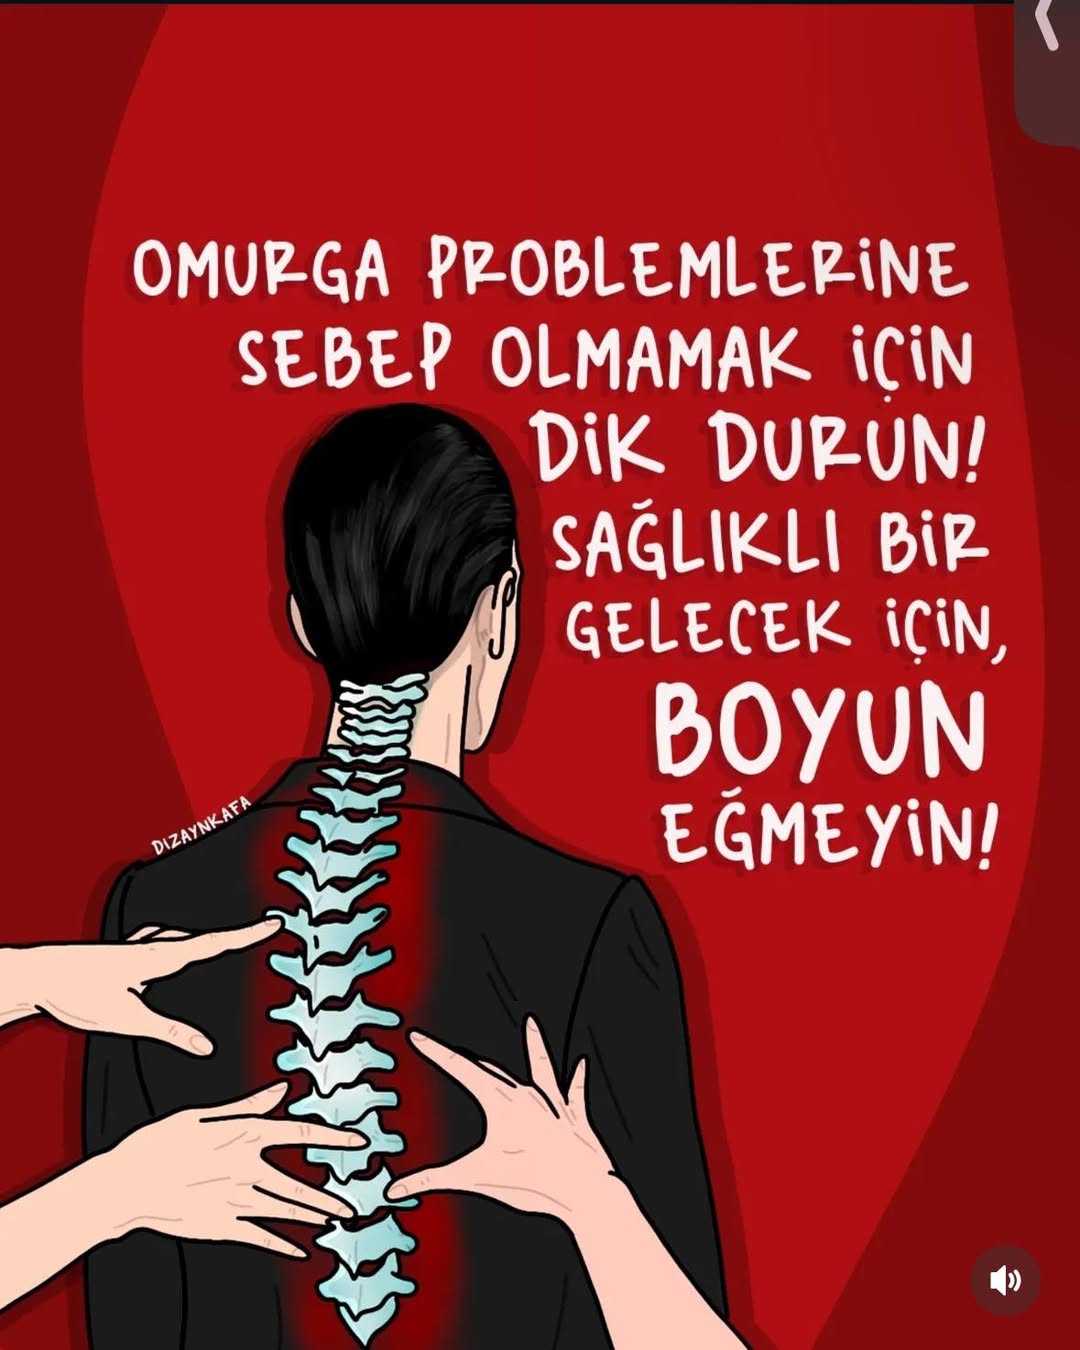 OMURGA PROBLEMLERİNE
SEBEP OLMAMAK İÇİN
DİK DURUN!
SAĞLIKLI BİR
GELECEK İÇİN,
BOYUN
EĞMEYİN!
DIZAYNKAFA